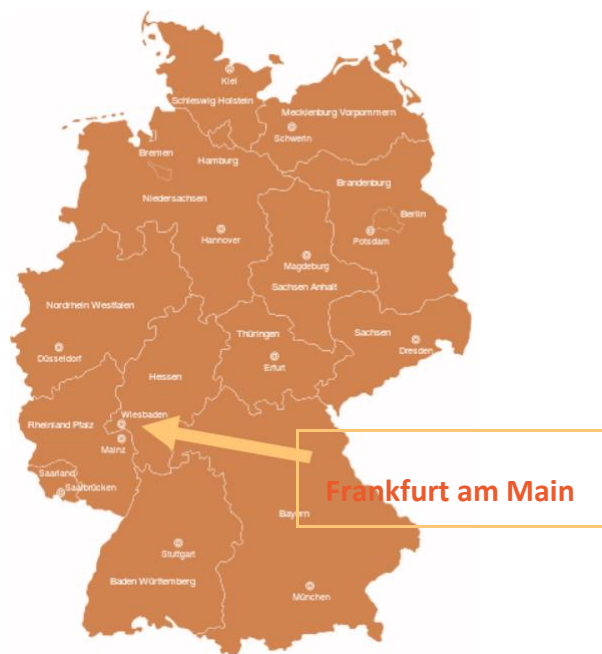 Kiel
Schleswig Holstein
Mecklenburg Vorpommern
Schwerin
Bremen
Hamburg
Niedersachsen
Brandenburg
Berlin
Hannover
Potsdam
Magdeburg
Sachsen Anhalt
Nordrhein Westfalen
Düsseldorf
Thüringen
Sachsen
Dresden
Erfurt
Hessen
Wiesbaden
Rheinland Pfalz
Mainz
Saarland
Saarbrücken
Frankfurt am Main
Bayern
Stuttgart
Baden Württemberg
München